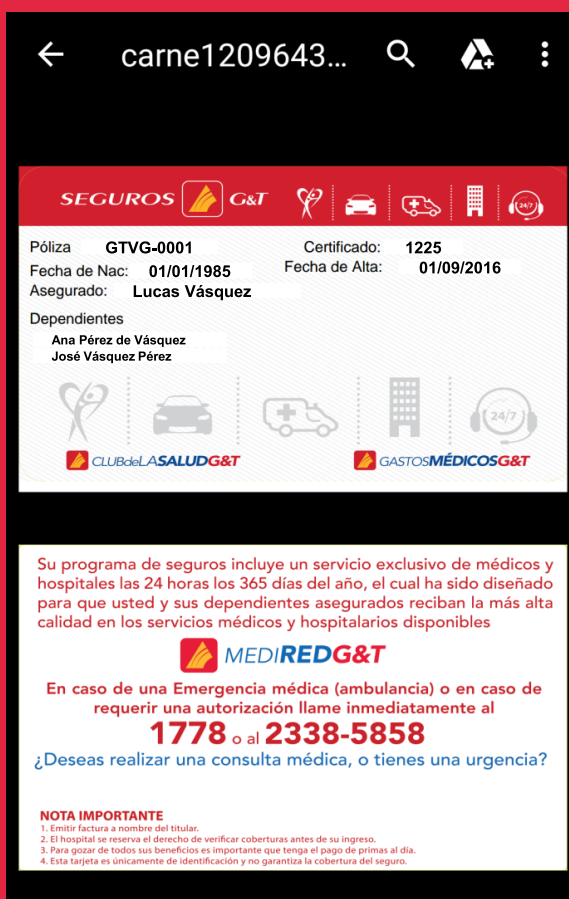 carne1209643...
SEGUROS G&T 24/7
Póliza GTVG-0001 Certificado: 1225
Fecha de Nac: 01/01/1985 Fecha de Alta: 01/09/2016
Asegurado: Lucas Vásquez
Dependientes
Ana Pérez de Vásquez
José Vásquez Pérez
24/7
CLUBdeLASALUDG&T GASTOSMÉDICOSG&T
Su programa de seguros incluye un servicio exclusivo de médicos y
hospitales las 24 horas los 365 días del año, el cual ha sido diseñado
para que usted y sus dependientes asegurados reciban la más alta
calidad en los servicios médicos y hospitalarios disponibles
MEDIREDG&T
En caso de una Emergencia médica (ambulancia) o en caso de
requerir una autorización llame inmediatamente al
1778 o al 2338-5858
¿Deseas realizar una consulta médica, o tienes una urgencia?
NOTA IMPORTANTE
1. Emitir factura a nombre del titular.
2. El hospital se reserva el derecho de verificar coberturas antes de su ingreso.
3. Para gozar de todos sus beneficios es importante que tenga el pago de primas al día.
4. Esta tarjeta es únicamente de identificación y no garantiza la cobertura del seguro.